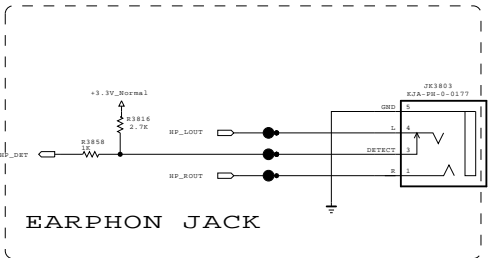 JK3803
KJA-PH-0-0177
+3.3V_Normal
GND 5
R3816
2.7K
HP_LOUT
L 4
R3858
1K
HP_DET
DETECT 3
HP_ROUT
R 1
EARPHON JACK